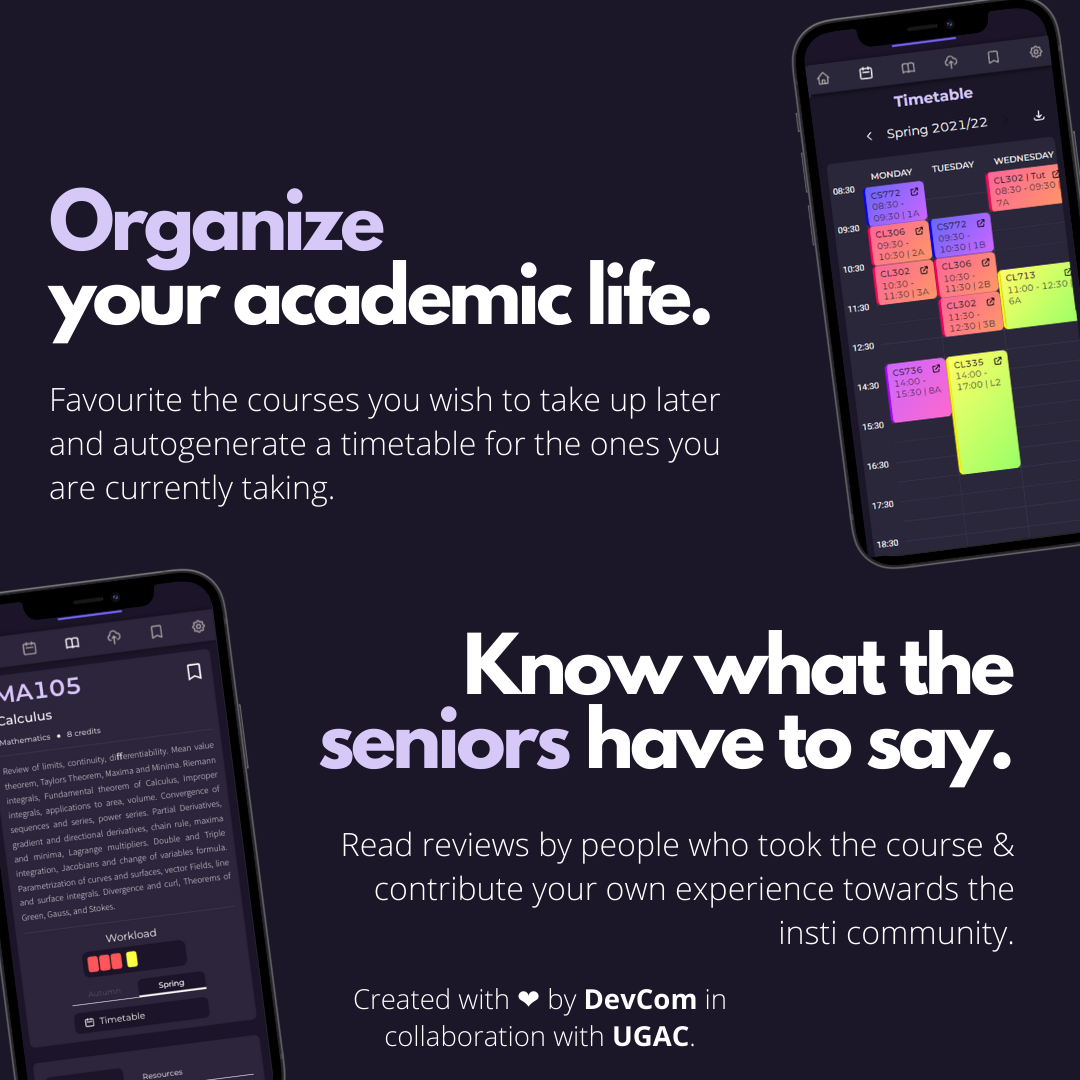 Organize
your academic life.
Favourite the courses you wish to take up later
and autogenerate a timetable for the ones you
are currently taking.
Timetable
Spring 2021/22
MONDAY TUESDAY WEDNESDAY
08:30
09:30
10:30
11:30
12:30
14:30
15:30
16:30
17:30
18:30
CS772
08:30 -
09:30 | 1A
CL306
09:30 -
10:30 | 2A
CL302
10:30 -
11:30 | 3A
CS736
14:00 -
15:30 | 8A
CS772
09:30 -
10:30 | 1B
CL306
10:30 -
11:30 | 2B
CL302
11:30 -
12:30 | 3B
CL335
14:00 -
17:00 | L2
CL302 | Tut
08:30 - 09:30 |
7A
CL713
11:00 - 12:30 |
6A
Know what the
seniors have to say.
Read reviews by people who took the course &
contribute your own experience towards the
insti community.
Created with ❤ by DevCom in
collaboration with UGAC.
MA105
Calculus
Mathematics • 8 credits
Review of limits, continuity, differentiability. Mean value
theorem, Taylors Theorem, Maxima and Minima. Riemann
integrals, Fundamental theorem of Calculus, Improper
integrals, applications to area, volume. Convergence of
sequences and series, power series. Partial Derivatives,
gradient and directional derivatives, chain rule, maxima
and minima, Lagrange multipliers. Double and Triple
integration, Jacobians and change of variables formula.
Parametrization of curves and surfaces, vector Fields, line
and surface integrals. Divergence and curl, Theorems of
Green, Gauss, and Stokes.
Workload
Autumn Spring
Timetable
Resources